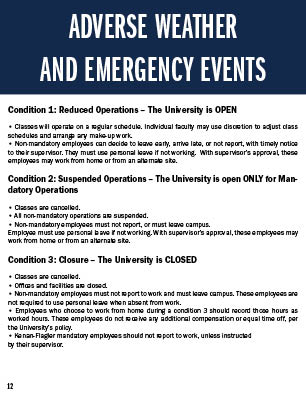 ADVERSE WEATHER
AND EMERGENCY EVENTS
Condition 1: Reduced Operations – The University is OPEN
• Classes will operate on a regular schedule. Individual faculty may use discretion to adjust class
schedules and arrange any make-up work.
• Non-mandatory employees can decide to leave early, arrive late, or not report, with timely notice
to their supervisor. They must use personal leave if not working. With supervisor's approval, these
employees may work from home or from an alternate site.
Condition 2: Suspended Operations – The University is open ONLY for Man-
datory Operations
• Classes are cancelled.
• All non-mandatory operations are suspended.
• Non-mandatory employees must not report, or must leave campus.
Employee must use personal leave if not working. With supervisor's approval, these employees may
work from home or from an alternate site.
Condition 3: Closure – The University is CLOSED
• Classes are cancelled.
• Offices and facilities are closed.
• Non-mandatory employees must not report to work and must leave campus. These employees are
not required to use personal leave when absent from work.
• Employees who choose to work from home during a condition 3 should record those hours as
worked hours. These employees do not receive any additional compensation or equal time off, per
the University's policy.
• Kenan-Flagler mandatory employees should not report to work, unless instructed
by their supervisor.
12